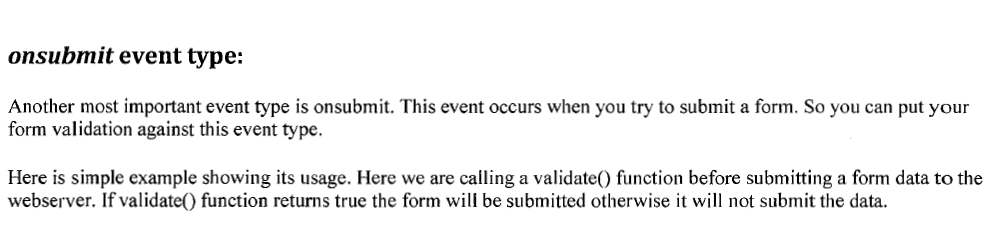 onsubmit event type:
Another most important event type is onsubmit. This event occurs when you try to submit a form. So you can put your
form validation against this event type.
Here is simple example showing its usage. Here we are calling a validate() function before submitting a form data to the
webserver. If validate() function returns true the form will be submitted otherwise it will not submit the data.